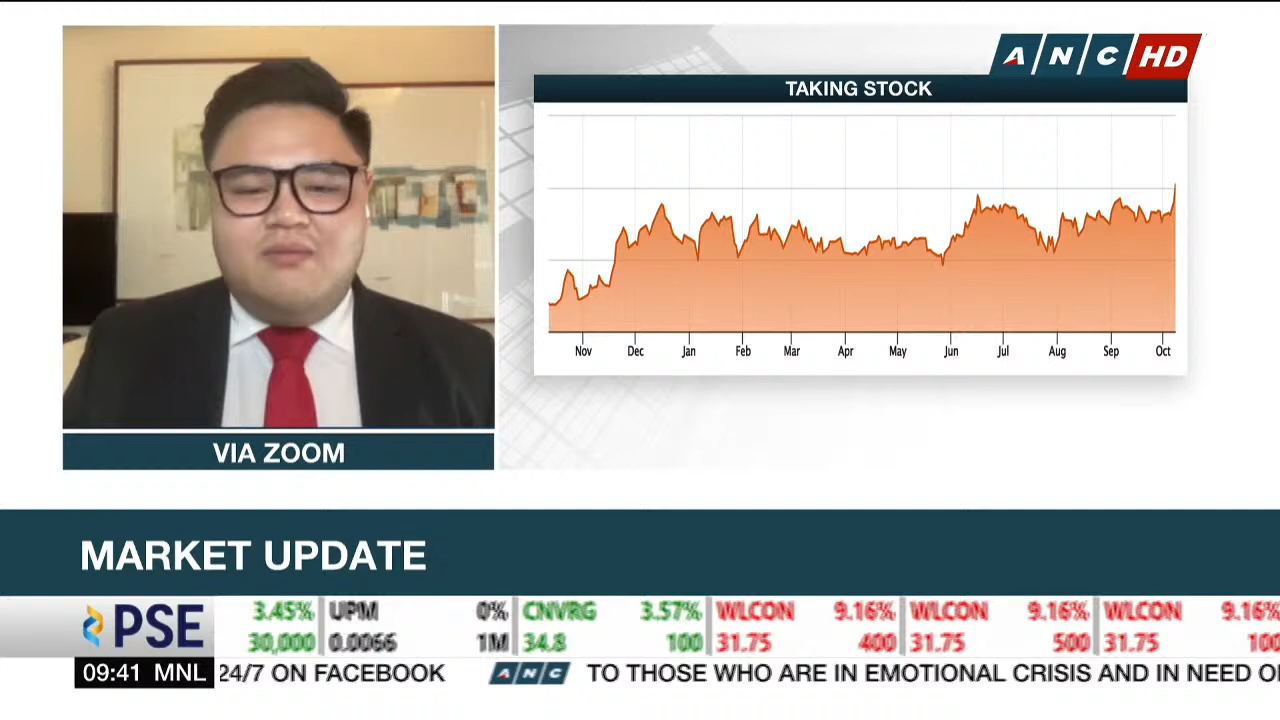 ANC HD
TAKING STOCK
Nov Dec Jan Feb Mar Apr May Jun Jul Aug Sep Oct
VIA ZOOM
MARKET UPDATE
PSE
3.45% UPM 0% CNVRG 3.57% WLCON 9.16% WLCON 9.16% WLCON 9.16%
30,000 0.0066 1M 34.8 100 31.75 400 31.75 500 31.75 100
09:41 MNL 24/7 ON FACEBOOK ANC TO THOSE WHO ARE IN EMOTIONAL CRISIS AND IN NEED